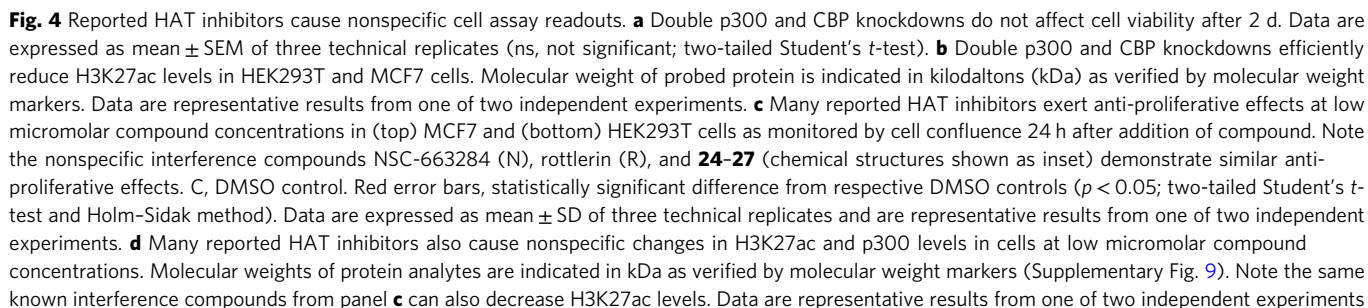 Fig. 4 Reported HAT inhibitors cause nonspecific cell assay readouts. a Double p300 and CBP knockdowns do not affect cell viability after 2 d. Data are
expressed as mean ± SEM of three technical replicates (ns, not significant; two-tailed Student's t-test). b Double p300 and CBP knockdowns efficiently
reduce H3K27ac levels in HEK293T and MCF7 cells. Molecular weight of probed protein is indicated in kilodaltons (kDa) as verified by molecular weight
markers. Data are representative results from one of two independent experiments. c Many reported HAT inhibitors exert anti-proliferative effects at low
micromolar compound concentrations in (top) MCF7 and (bottom) HEK293T cells as monitored by cell confluence 24 h after addition of compound. Note
the nonspecific interference compounds NSC-663284 (N), rottlerin (R), and 24–27 (chemical structures shown as inset) demonstrate similar anti-
proliferative effects. C, DMSO control. Red error bars, statistically significant difference from respective DMSO controls (p < 0.05; two-tailed Student's t-
test and Holm–Sidak method). Data are expressed as mean ± SD of three technical replicates and are representative results from one of two independent
experiments. d Many reported HAT inhibitors also cause nonspecific changes in H3K27ac and p300 levels in cells at low micromolar compound
concentrations. Molecular weights of protein analytes are indicated in kDa as verified by molecular weight markers (Supplementary Fig. 9). Note the same
known interference compounds from panel c can also decrease H3K27ac levels. Data are representative results from one of two independent experiments